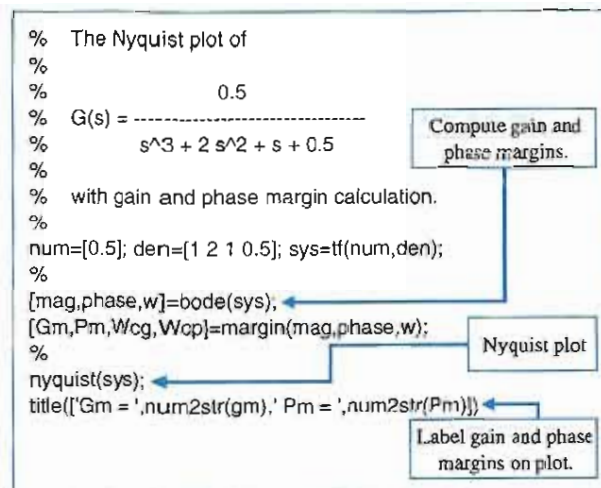 % The Nyquist plot of
%
% 0.5
% G(s) = --------------------------------
% s^3 + 2 s^2 + s + 0.5
%
% with gain and phase margin calculation.
%
num=[0.5]; den=[1 2 1 0.5]; sys=tf(num,den);
%
[mag,phase,w]=bode(sys);
[Gm,Pm,Wcg,Wcp]=margin(mag,phase,w);
%
nyquist(sys);
title(['Gm = ',num2str(gm),' Pm = ',num2str(Pm)])
Compute gain and
phase margins.
Nyquist plot
Label gain and phase
margins on plot.